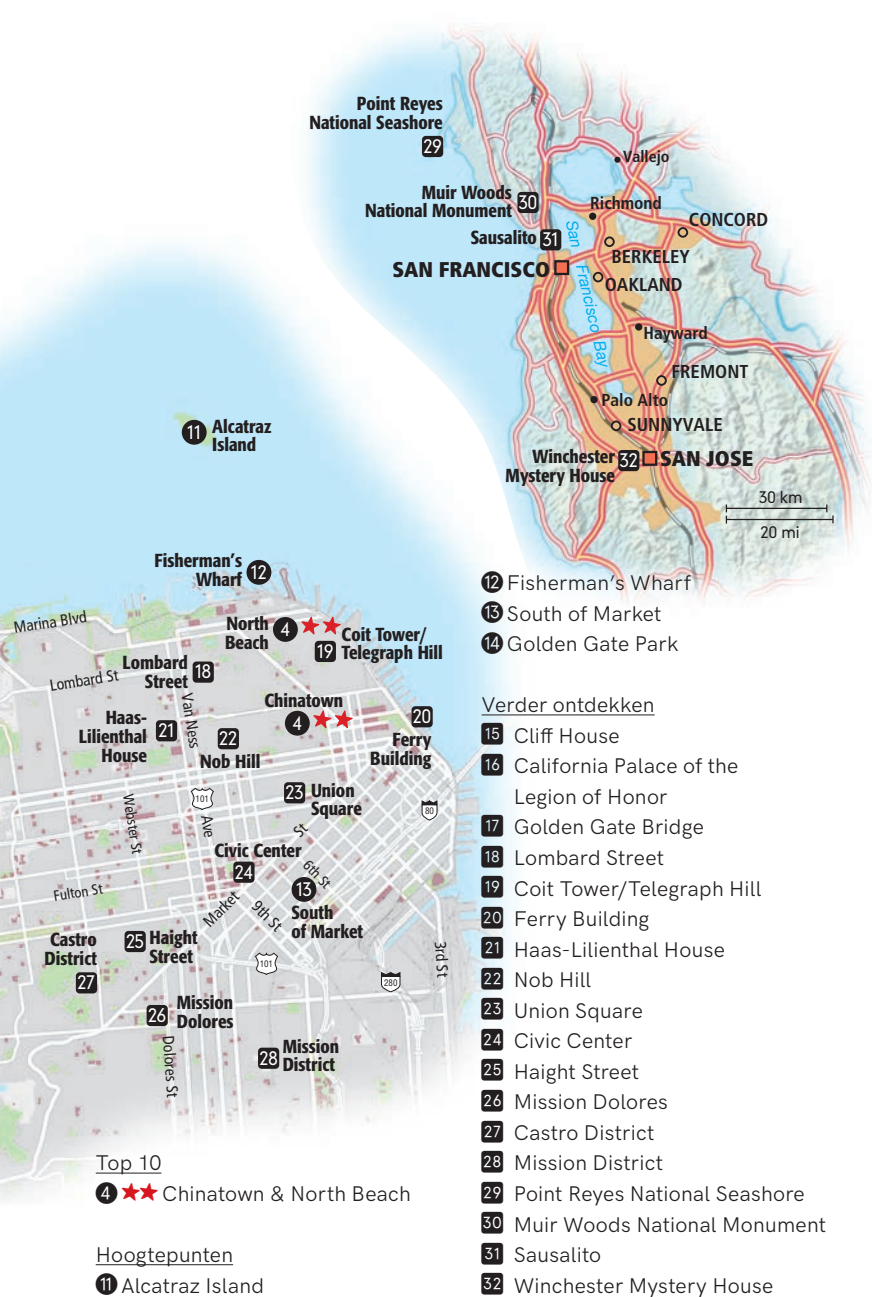 Point Reyes
National Seashore
29
Vallejo
Muir Woods
National Monument
30
Richmond
CONCORD
Sausalito
31
San Francisco Bay
BERKELEY
SAN FRANCISCO
OAKLAND
Hayward
FREMONT
Palo Alto
SUNNYVALE
Winchester
Mystery House
32
SAN JOSE
30 km
20 mi
11
Alcatraz
Island
Fisherman's
Wharf
12
Marina Blvd
North
Beach
4
Coit Tower/
Telegraph Hill
19
Lombard St
Lombard
Street
18
Chinatown
4
Van Ness
Ave
Haas-
Lilienthal
House
21
22
Nob Hill
20
Ferry
Building
23
Union
Square
101
80
Webster St
Civic Center
24
Market
St
6th St
9th St
13
South
of Market
Fulton St
Castro
District
27
25
Haight
Street
101
280
3rd St
26
Mission
Dolores
Dolores St
28
Mission
District
Top 10
4 ★★ Chinatown & North Beach
Hoogtepunten
11 Alcatraz Island
12 Fisherman's Wharf
13 South of Market
14 Golden Gate Park
Verder ontdekken
15 Cliff House
16 California Palace of the
Legion of Honor
17 Golden Gate Bridge
18 Lombard Street
19 Coit Tower/Telegraph Hill
20 Ferry Building
21 Haas-Lilienthal House
22 Nob Hill
23 Union Square
24 Civic Center
25 Haight Street
26 Mission Dolores
27 Castro District
28 Mission District
29 Point Reyes National Seashore
30 Muir Woods National Monument
31 Sausalito
32 Winchester Mystery House